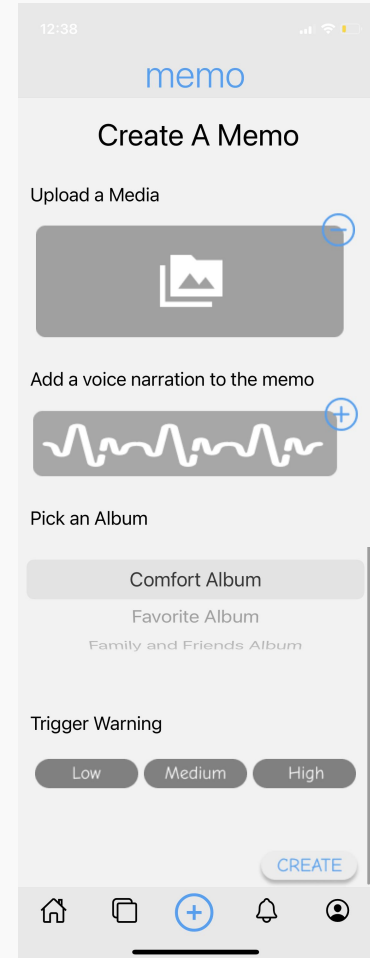 12:38
memo
Create A Memo
Upload a Media
Add a voice narration to the memo
Pick an Album
Comfort Album
Favorite Album
Family and Friends Album
Trigger Warning
Low Medium High
CREATE